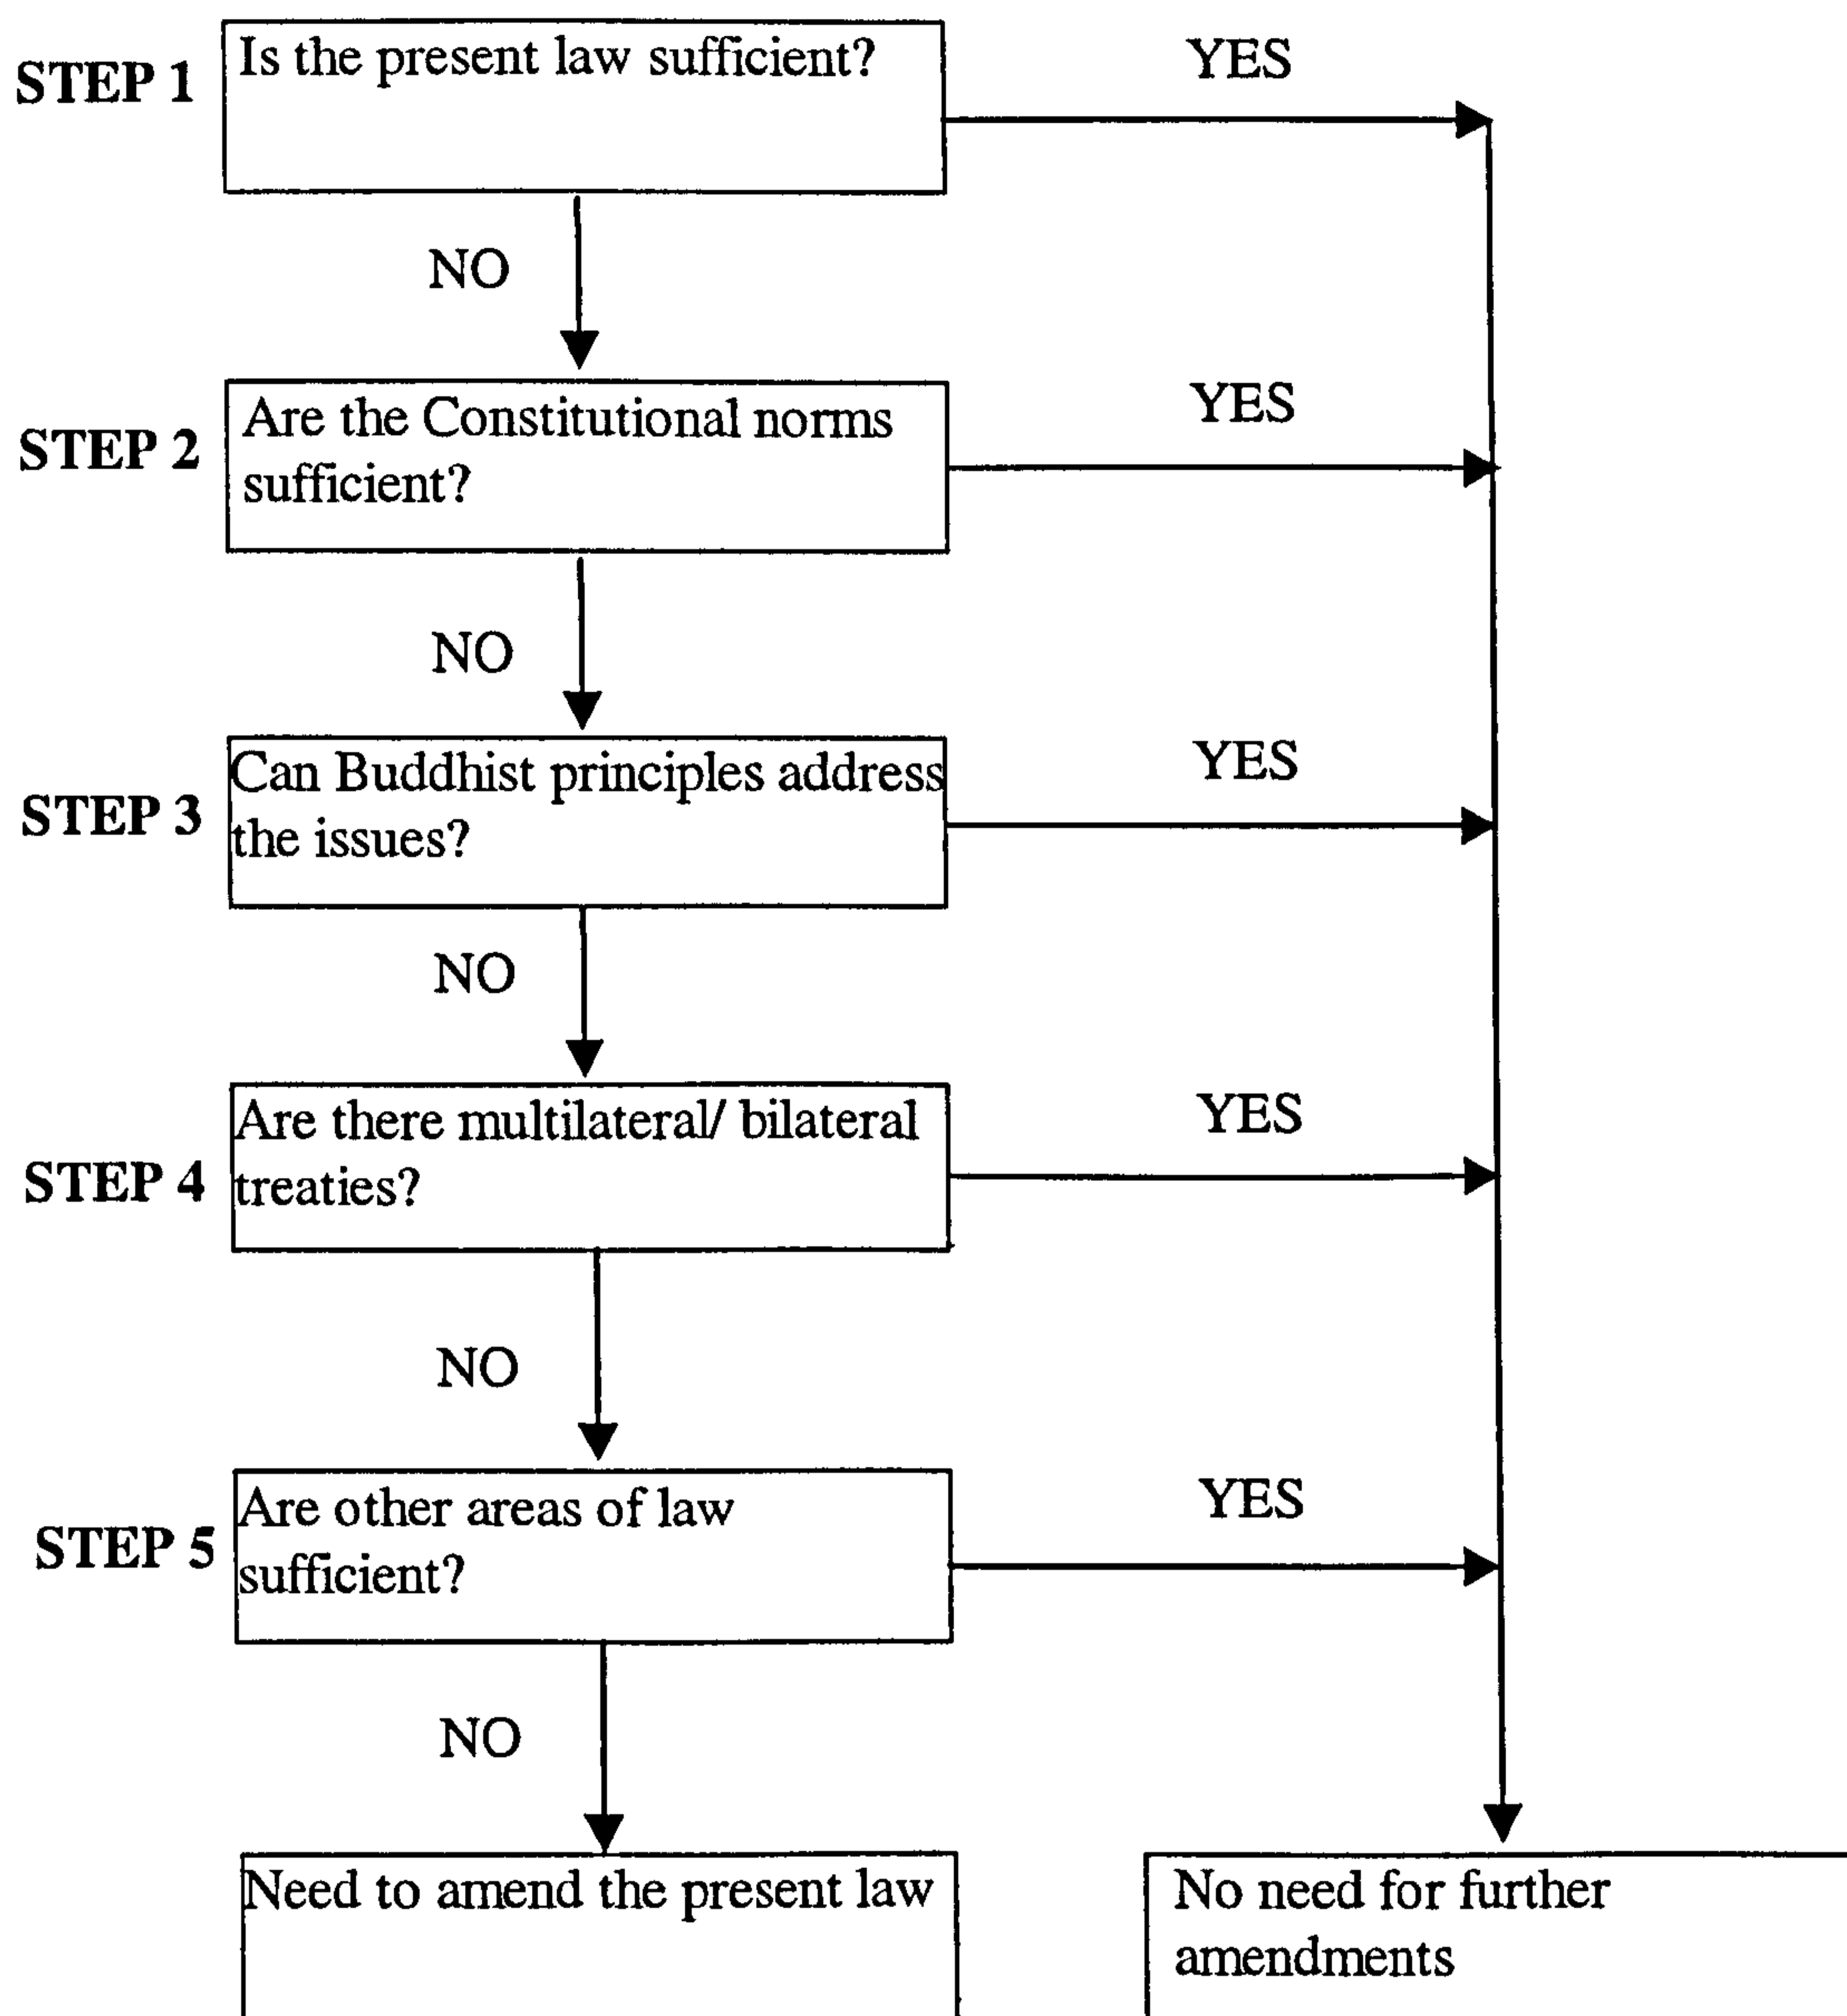 STEP 1
Is the present law sufficient?
YES
NO
STEP 2
Are the Constitutional norms
sufficient?
YES
NO
STEP 3
Can Buddhist principles address
the issues?
YES
NO
STEP 4
Are there multilateral/ bilateral
treaties?
YES
NO
STEP 5
Are other areas of law
sufficient?
YES
NO
Need to amend the present law
No need for further
amendments